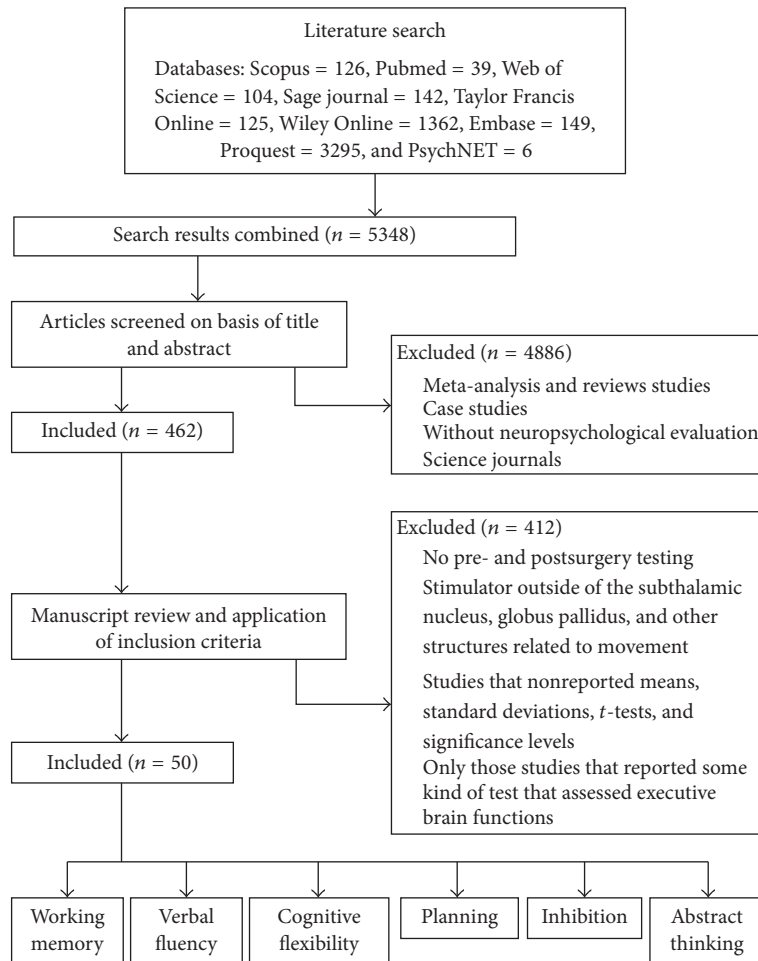 Literature search
Databases: Scopus = 126, Pubmed = 39, Web of
Science = 104, Sage journal = 142, Taylor Francis
Online = 125, Wiley Online = 1362, Embase = 149,
Proquest = 3295, and PsychNET = 6
Search results combined (n = 5348)
Articles screened on basis of title
and abstract
Excluded (n = 4886)
Meta-analysis and reviews studies
Case studies
Without neuropsychological evaluation
Science journals
Included (n = 462)
Excluded (n = 412)
No pre- and postsurgery testing
Stimulator outside of the subthalamic
nucleus, globus pallidus, and other
structures related to movement
Studies that nonreported means,
standard deviations, t-tests, and
significance levels
Only those studies that reported some
kind of test that assessed executive
brain functions
Manuscript review and application
of inclusion criteria
Included (n = 50)
Working
memory
Verbal
fluency
Cognitive
flexibility
Planning
Inhibition
Abstract
thinking